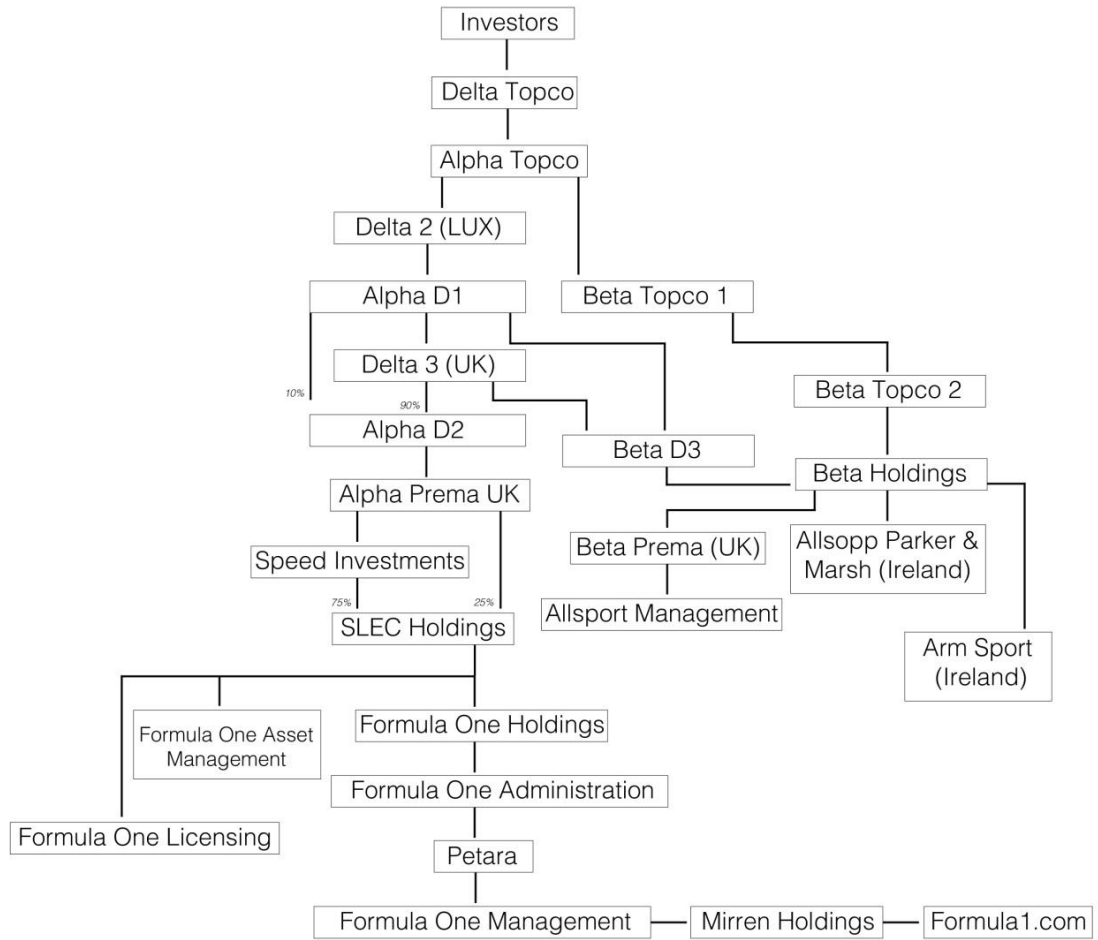 Investors
Delta Topco
Alpha Topco
Delta 2 (LUX)
Alpha D1
Beta Topco 1
Delta 3 (UK)
Beta Topco 2
10%
90%
Alpha D2
Beta D3
Beta Holdings
Alpha Prema UK
Speed Investments
Beta Prema (UK)
Allsopp Parker &
Marsh (Ireland)
75%
25%
Allsport Management
SLEC Holdings
Arm Sport
(Ireland)
Formula One Holdings
Formula One Asset
Management
Formula One Administration
Formula One Licensing
Petara
Formula One Management
Mirren Holdings
Formula1.com